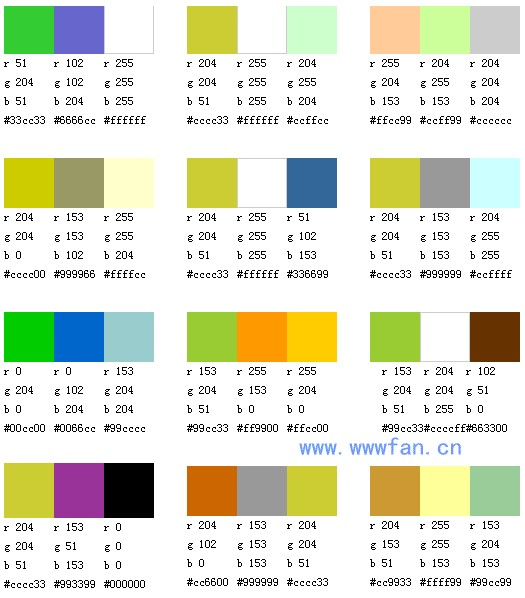 r 51 r 102 r 255
g 204 g 102 g 255
b 51 b 204 b 255
#33cc33 #6666cc #ffffff
r 204 r 255 r 204
g 204 g 255 g 255
b 51 b 255 b 204
#cccc33 #ffffff #ccffcc
r 255 r 204 r 204
g 204 g 255 g 204
b 153 b 153 b 204
#ffcc99 #ccff99 #cccccc
r 204 r 153 r 255
g 204 g 153 g 255
b 0 b 102 b 204
#cccc00 #999966 #ffffcc
r 204 r 255 r 51
g 204 g 255 g 102
b 51 b 255 b 153
#cccc33 #ffffff #336699
r 204 r 153 r 204
g 204 g 153 g 255
b 51 b 153 b 255
#cccc33 #999999 #ccffff
r 0 r 0 r 153
g 204 g 102 g 204
b 0 b 204 b 204
#00cc00 #0066cc #99cccc
r 153 r 255 r 255
g 204 g 153 g 204
b 51 b 0 b 0
#99cc33 #ff9900 #ffcc00
r 153 r 204 r 102
g 204 g 204 g 51
b 51 b 255 b 0
#99cc33#ccccff#663300
www.wwwfan.cn
r 204 r 153 r 0
g 204 g 51 g 0
b 51 b 153 b 0
#cccc33 #993399 #000000
r 204 r 153 r 204
g 102 g 153 g 204
b 0 b 153 b 51
#cc6600 #999999 #cccc33
r 204 r 255 r 153
g 153 g 255 g 204
b 51 b 153 b 153
#cc9933 #ffff99 #99cc99